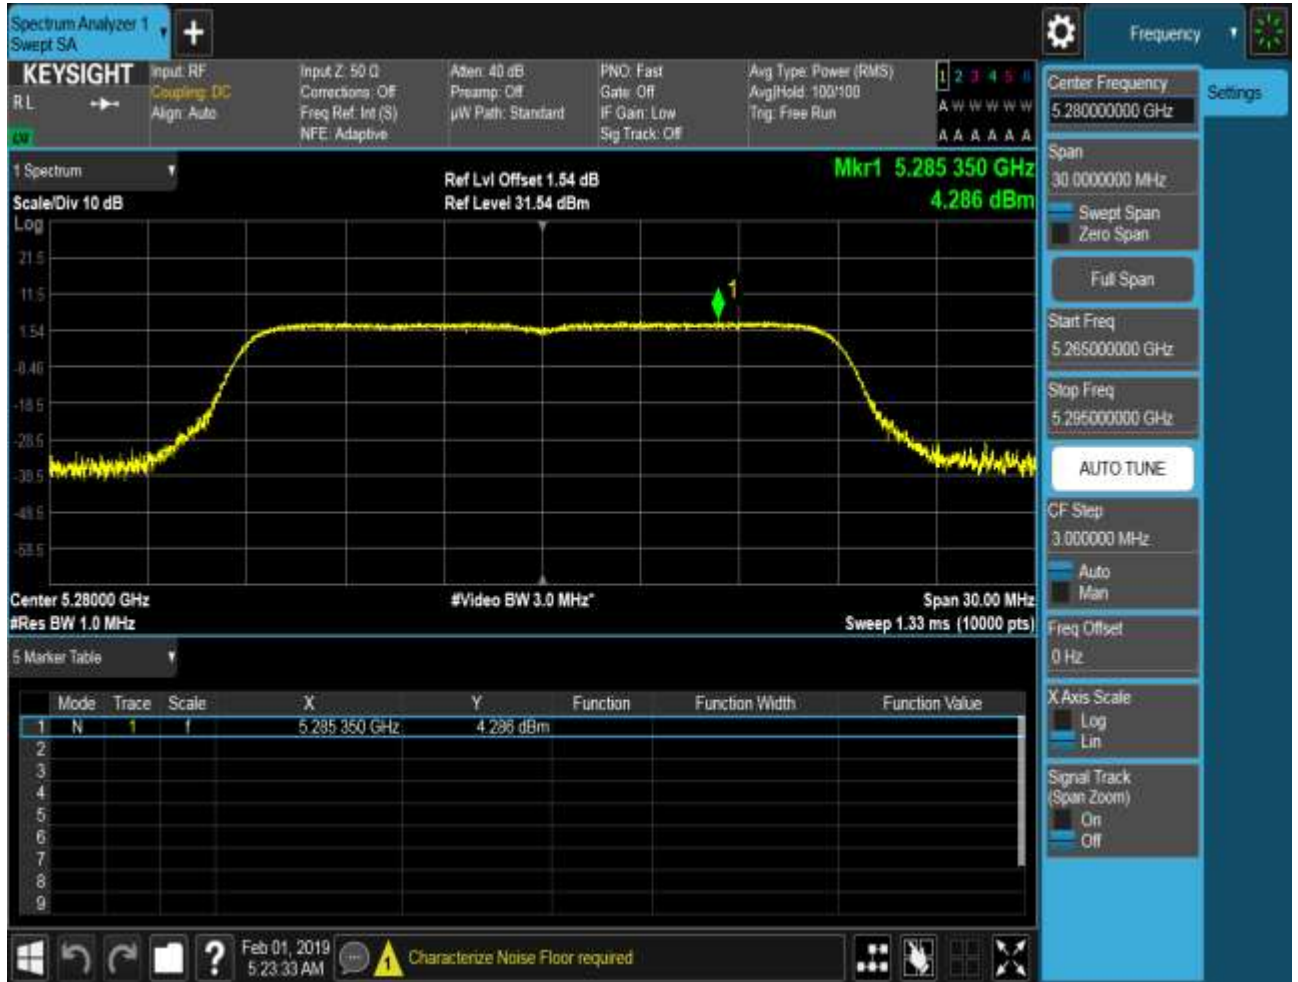 Spectrum Analyzer 1
Swept SA
+
Frequency
KEYSIGHT
Input: RF
Input Z: 50 Ω
Atten: 40 dB
PNO: Fast
Avg Type: Power (RMS)
1 2 3 4 5 6
RL
Coupling: DC
Corrections: Off
Preamp: Off
Gate: Off
Avg|Hold: 100/100
A W W W W W
Align: Auto
Freq Ref: Int (S)
µW Path: Standard
IF Gain: Low
Trig: Free Run
NFE: Adaptive
Sig Track: Off
A A A A A A
1 Spectrum
Ref Lvl Offset 1.54 dB
Mkr1 5.285 350 GHz
Scale/Div 10 dB
Ref Level 31.54 dBm
4.286 dBm
Log
21.5
11.5
1.54
-8.46
-18.5
-28.5
-38.5
-48.5
-58.5
1
Center 5.28000 GHz
#Video BW 3.0 MHz*
Span 30.00 MHz
#Res BW 1.0 MHz
Sweep 1.33 ms (10000 pts)
5 Marker Table
Mode Trace Scale X Y Function Function Width Function Value
1 N 1 f 5.285 350 GHz 4.286 dBm
2
3
4
5
6
7
8
9
Feb 01, 2019
5:23:33 AM
?
1
Characterize Noise Floor required
Settings
Center Frequency
5.280000000 GHz
Span
30.0000000 MHz
Swept Span
Zero Span
Full Span
Start Freq
5.265000000 GHz
Stop Freq
5.295000000 GHz
AUTO TUNE
CF Step
3.000000 MHz
Auto
Man
Freq Offset
0 Hz
X Axis Scale
Log
Lin
Signal Track
(Span Zoom)
On
Off